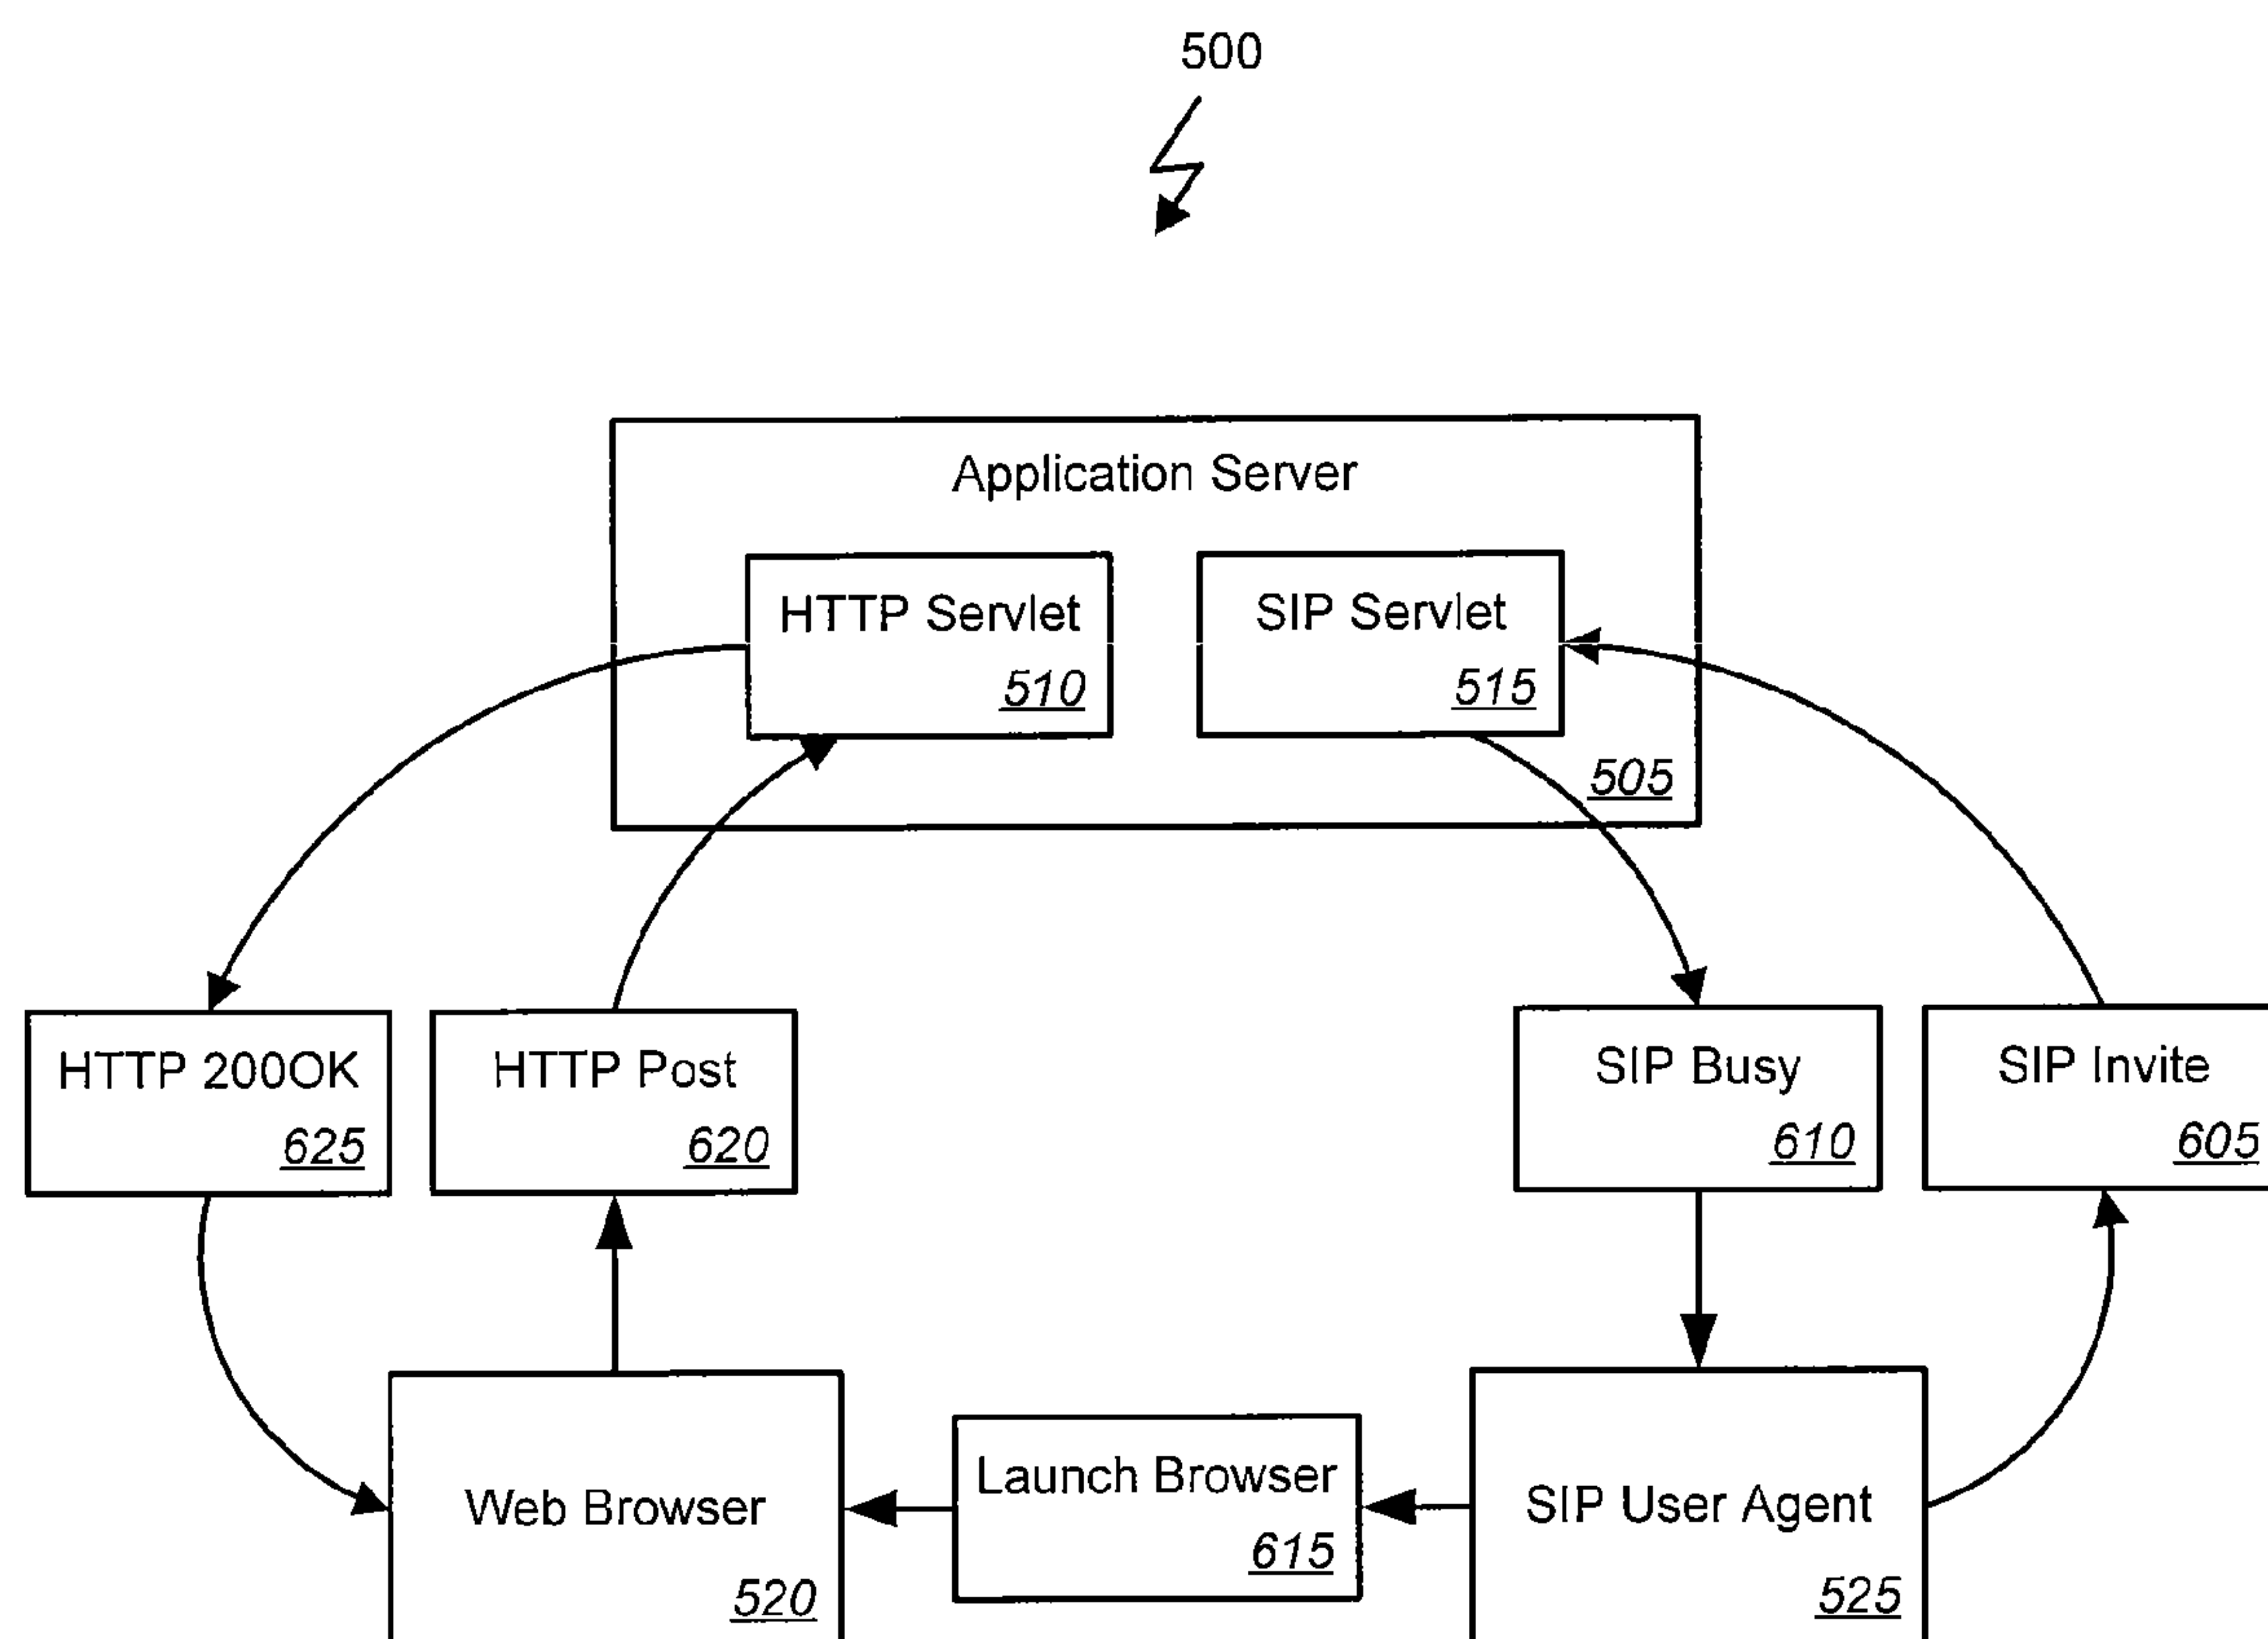 500
Application Server
HTTP Servlet
510
SIP Servlet
515
505
HTTP 200OK
625
HTTP Post
620
SIP Busy
610
SIP Invite
605
Launch Browser
615
Web Browser
520
SIP User Agent
525